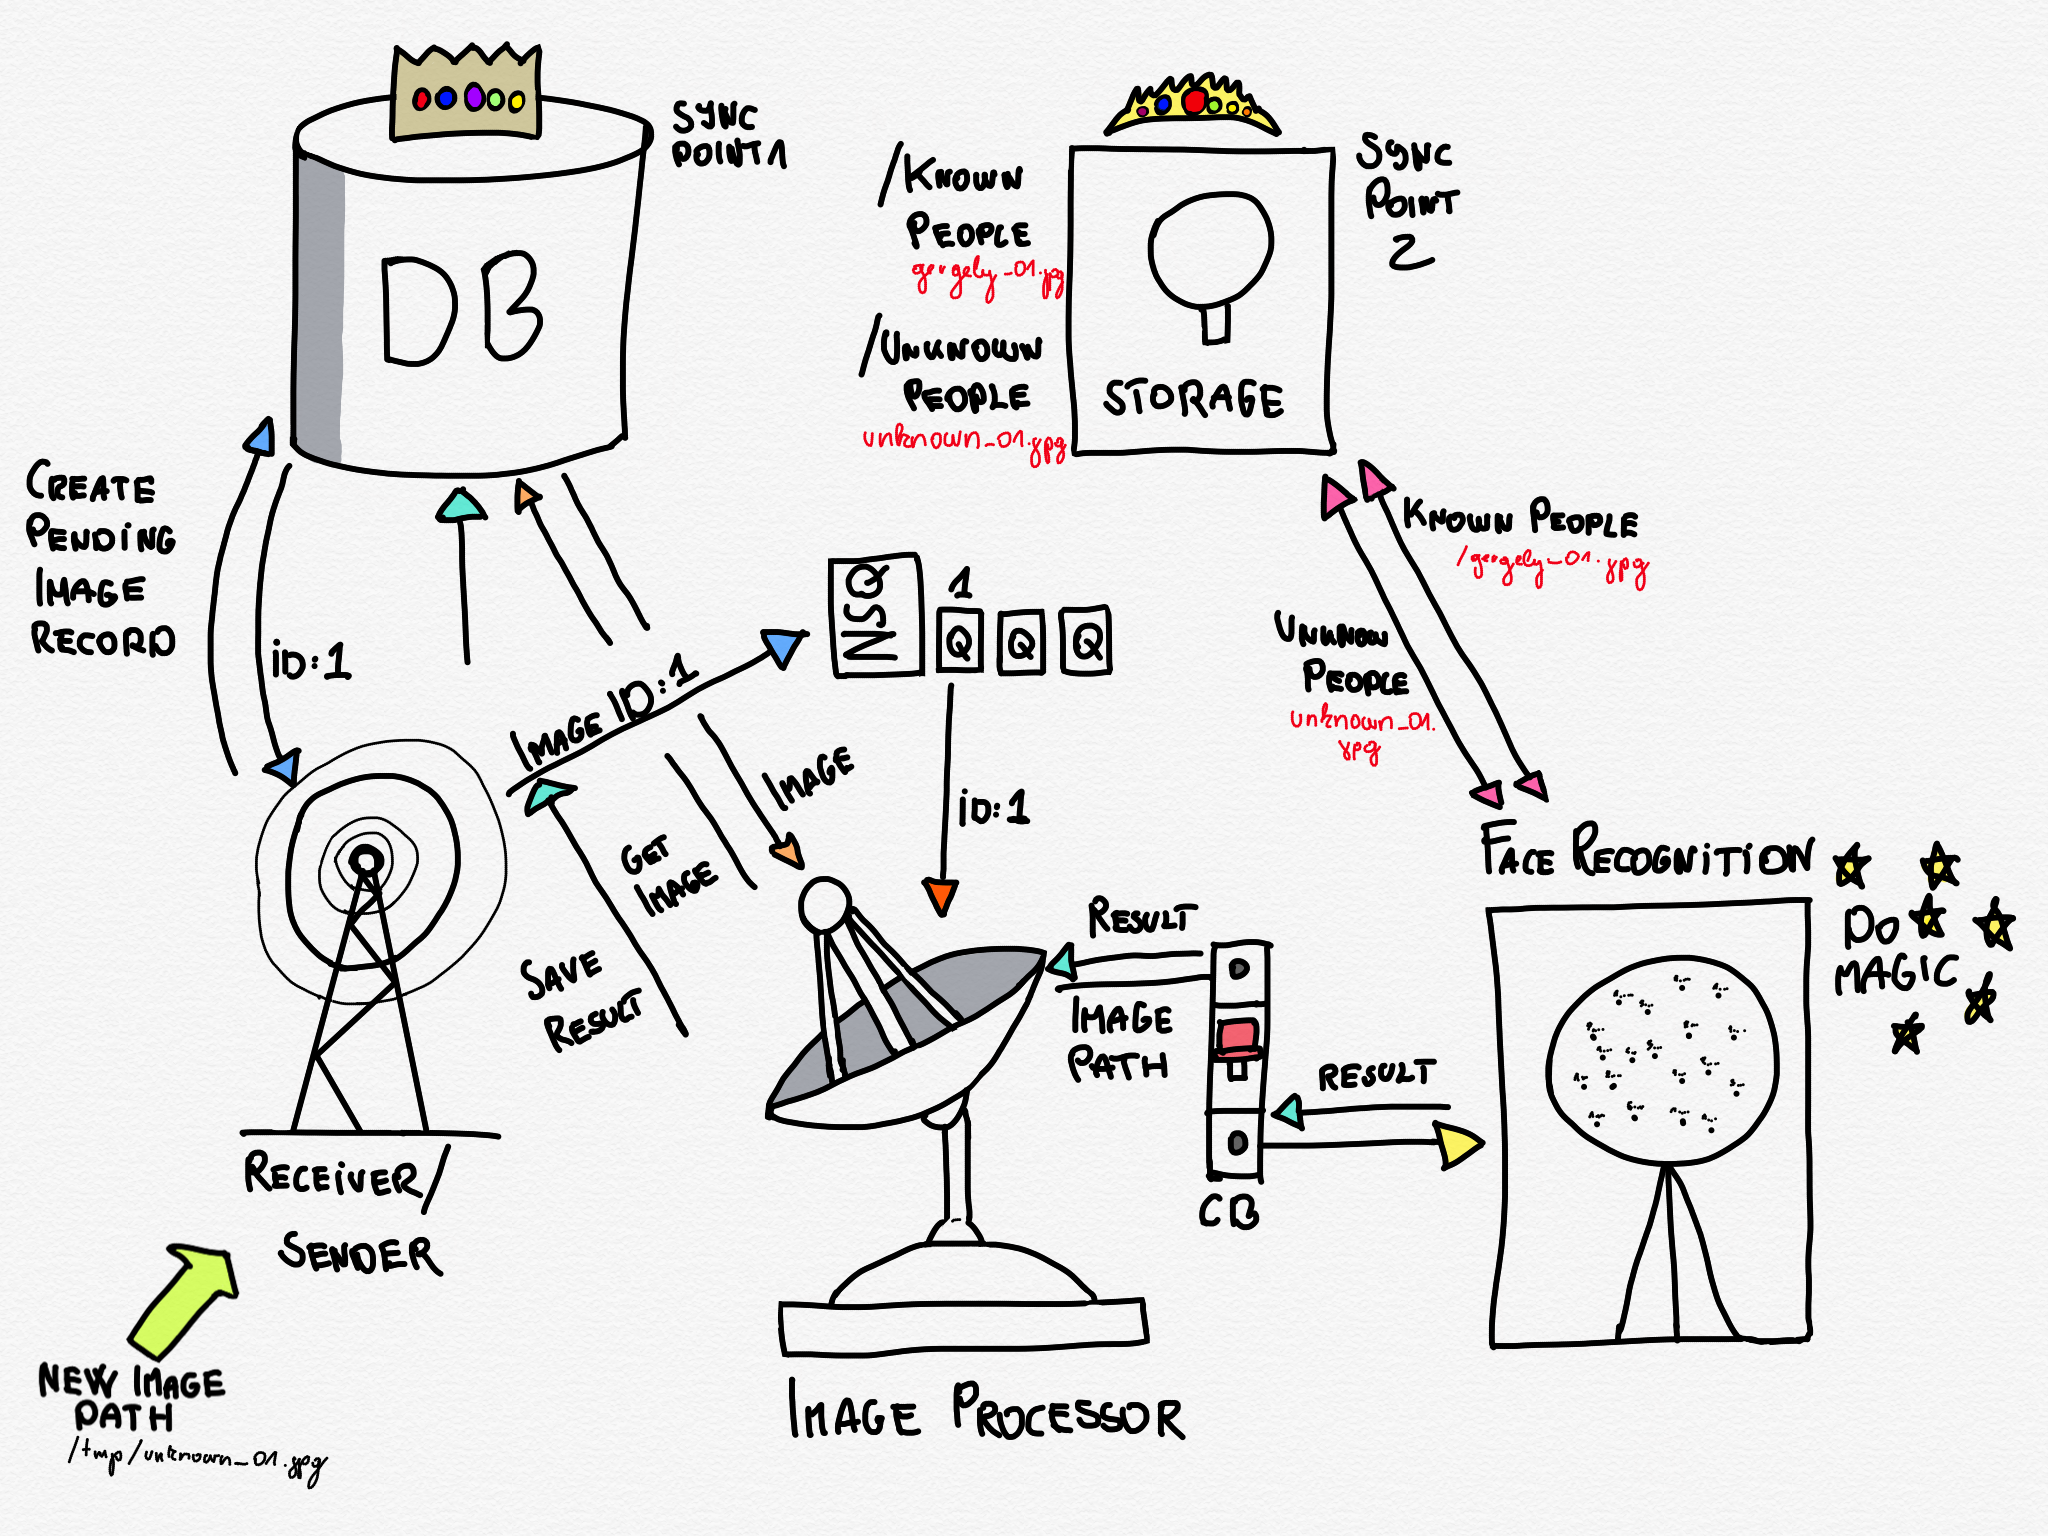 SYNC
POINT 1
DB
/KNOWN
PEOPLE
gergely_01.jpg
/UNKNOWN
PEOPLE
unknown_01.jpg
STORAGE
SYNC
POINT
2
CREATE
PENDING
IMAGE
RECORD
iD:1
IMAGE ID:1
NSQ
1
Q
Q
Q
KNOWN PEOPLE
/gergely_01.jpg
UNKNOWN
PEOPLE
unknown_01.
jpg
IMAGE
GET
IMAGE
iD:1
SAVE
RESULT
RESULT
IMAGE
PATH
RESULT
CB
FACE RECOGNITION
DO
MAGIC
RECEIVER/
SENDER
NEW IMAGE
PATH
/tmp/unknown_01.jpg
IMAGE PROCESSOR